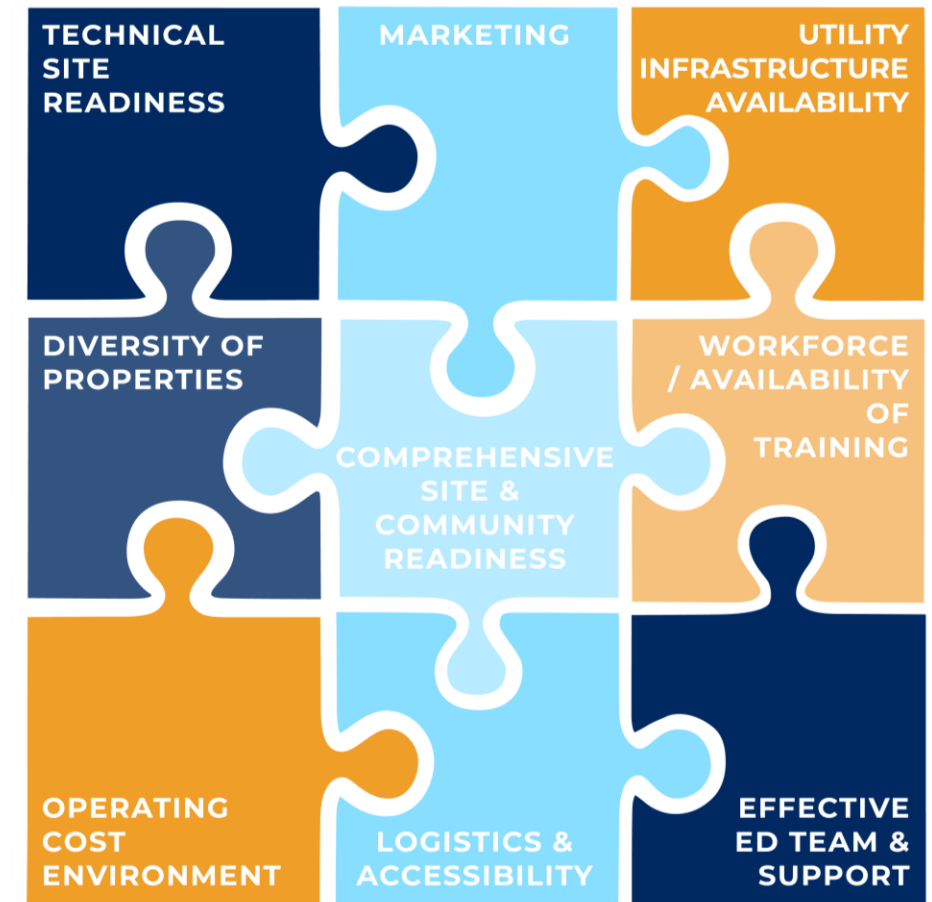 TECHNICAL
SITE
READINESS
MARKETING
UTILITY
INFRASTRUCTURE
AVAILABILITY
DIVERSITY OF
PROPERTIES
COMPREHENSIVE
SITE &
COMMUNITY
READINESS
WORKFORCE
/ AVAILABILITY
OF
TRAINING
OPERATING
COST
ENVIRONMENT
LOGISTICS &
ACCESSIBILITY
EFFECTIVE
ED TEAM &
SUPPORT